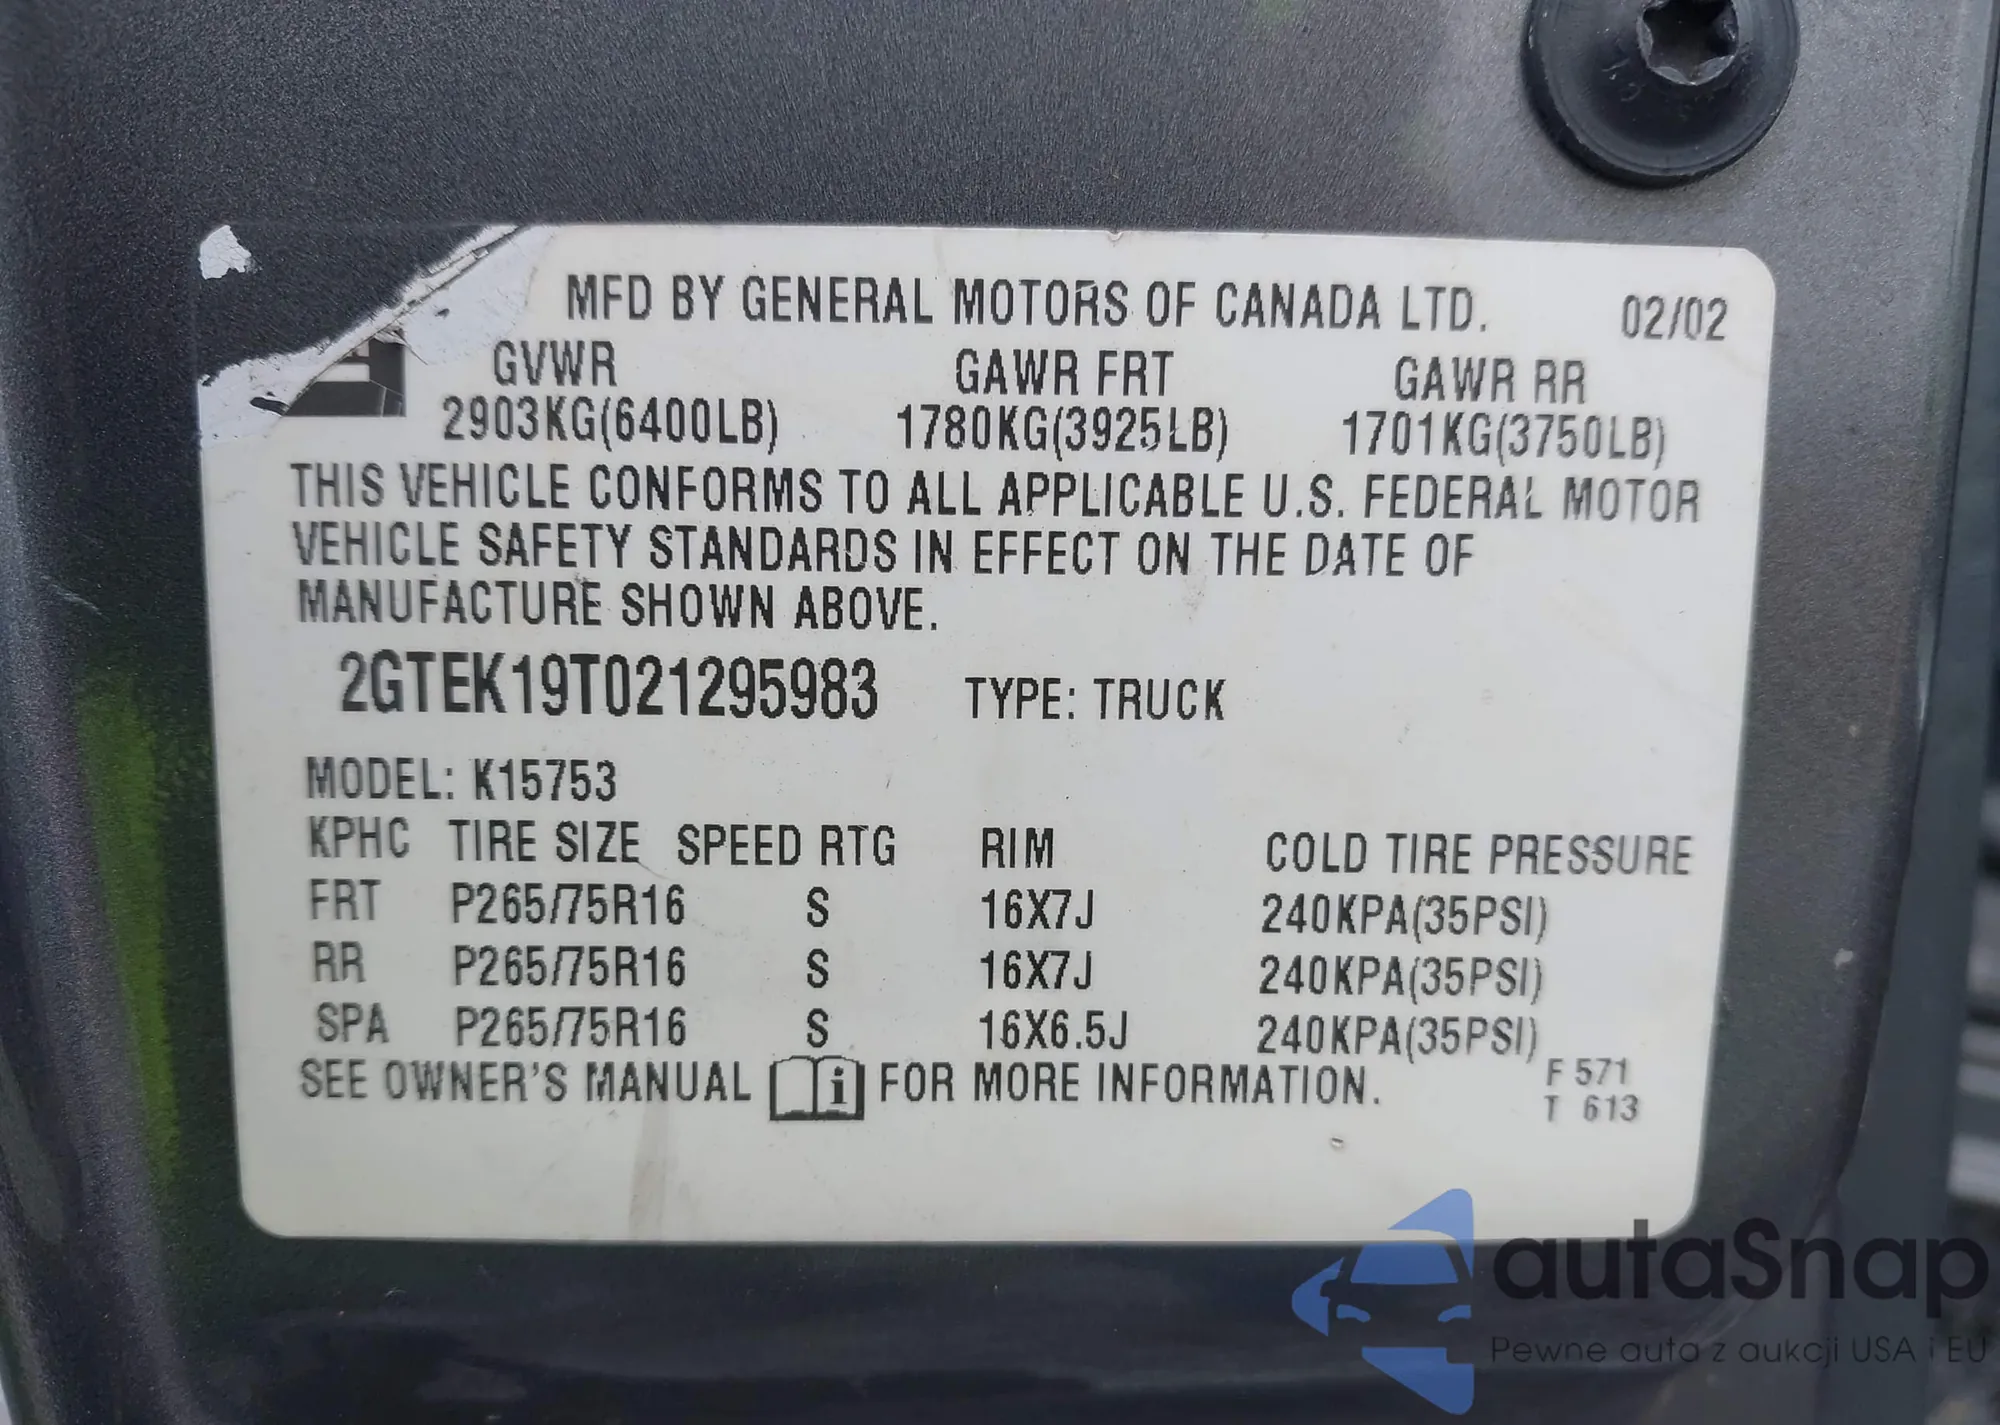 MFD BY GENERAL MOTORS OF CANADA LTD. 02/02
GVWR GAWR FRT GAWR RR
2903KG(6400LB) 1780KG(3925LB) 1701KG(3750LB)
THIS VEHICLE CONFORMS TO ALL APPLICABLE U.S. FEDERAL MOTOR
VEHICLE SAFETY STANDARDS IN EFFECT ON THE DATE OF
MANUFACTURE SHOWN ABOVE.
2GTEK19T021295983 TYPE: TRUCK
MODEL: K15753
KPHC TIRE SIZE SPEED RTG RIM COLD TIRE PRESSURE
FRT P265/75R16 S 16X7J 240KPA(35PSI)
RR P265/75R16 S 16X7J 240KPA(35PSI)
SPA P265/75R16 S 16X6.5J 240KPA(35PSI)
SEE OWNER'S MANUAL i FOR MORE INFORMATION.
F 571
T 613
autaSnap
Pewne auta z aukcji USA i EU